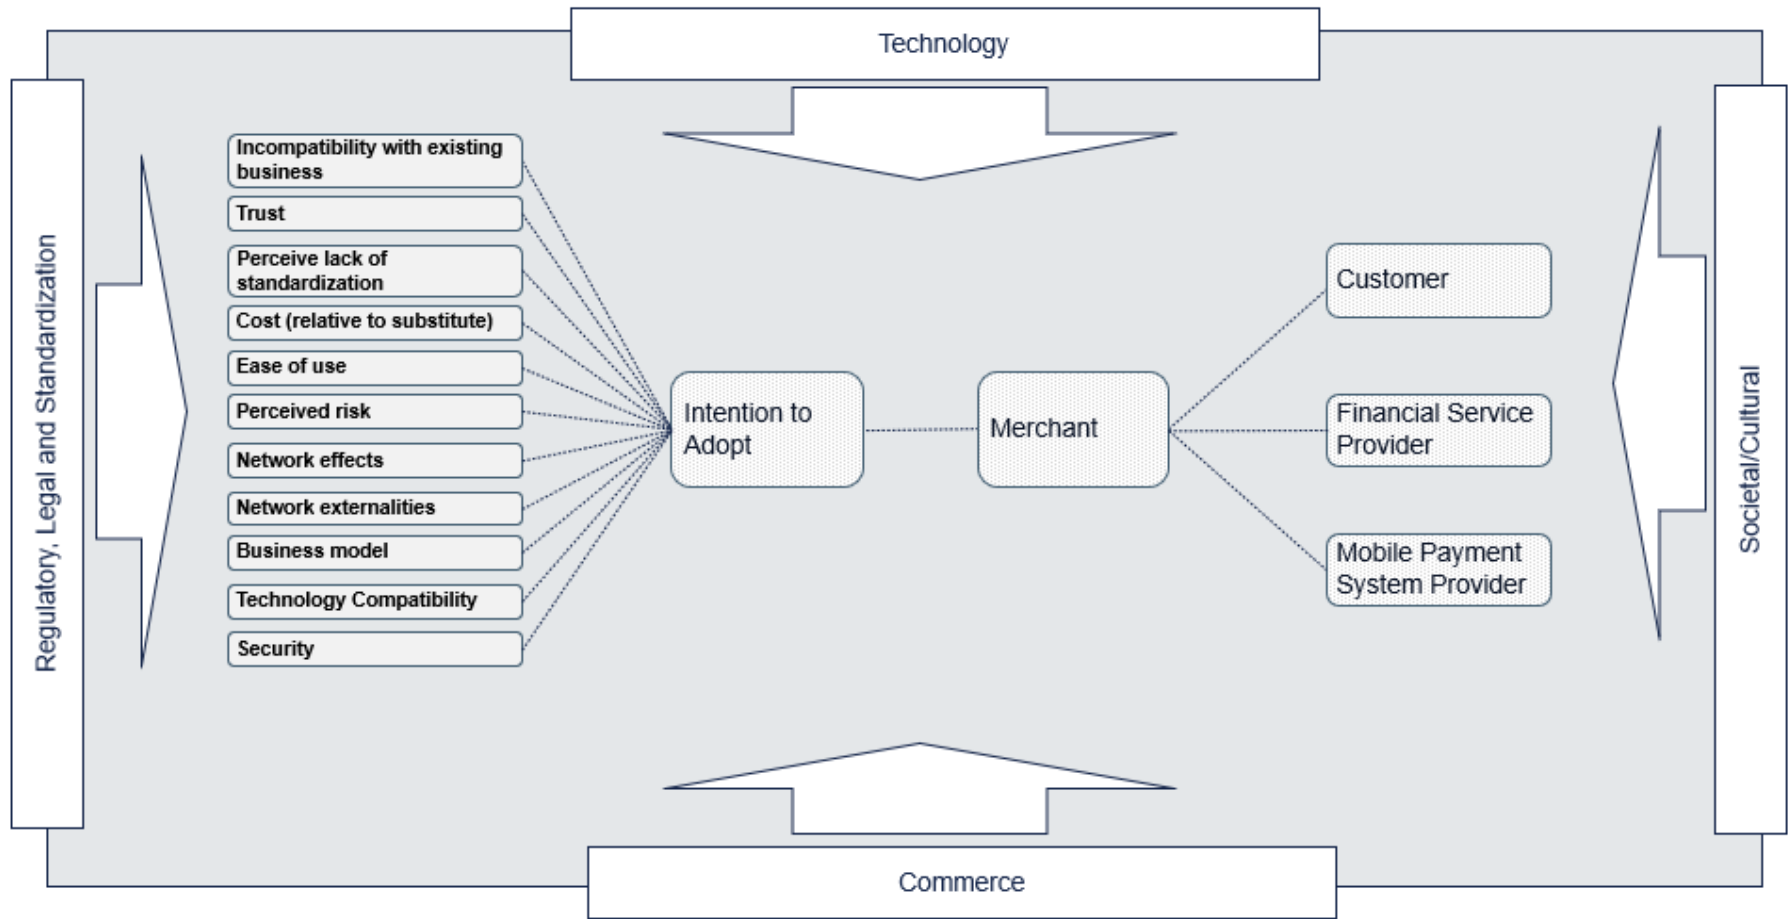 Technology
Regulatory, Legal and Standardization
Incompatibility with existing
business
Trust
Perceive lack of
standardization
Cost (relative to substitute)
Ease of use
Perceived risk
Network effects
Network externalities
Business model
Technology Compatibility
Security
Intention to
Adopt
Merchant
Customer
Financial Service
Provider
Mobile Payment
System Provider
Societal/Cultural
Commerce